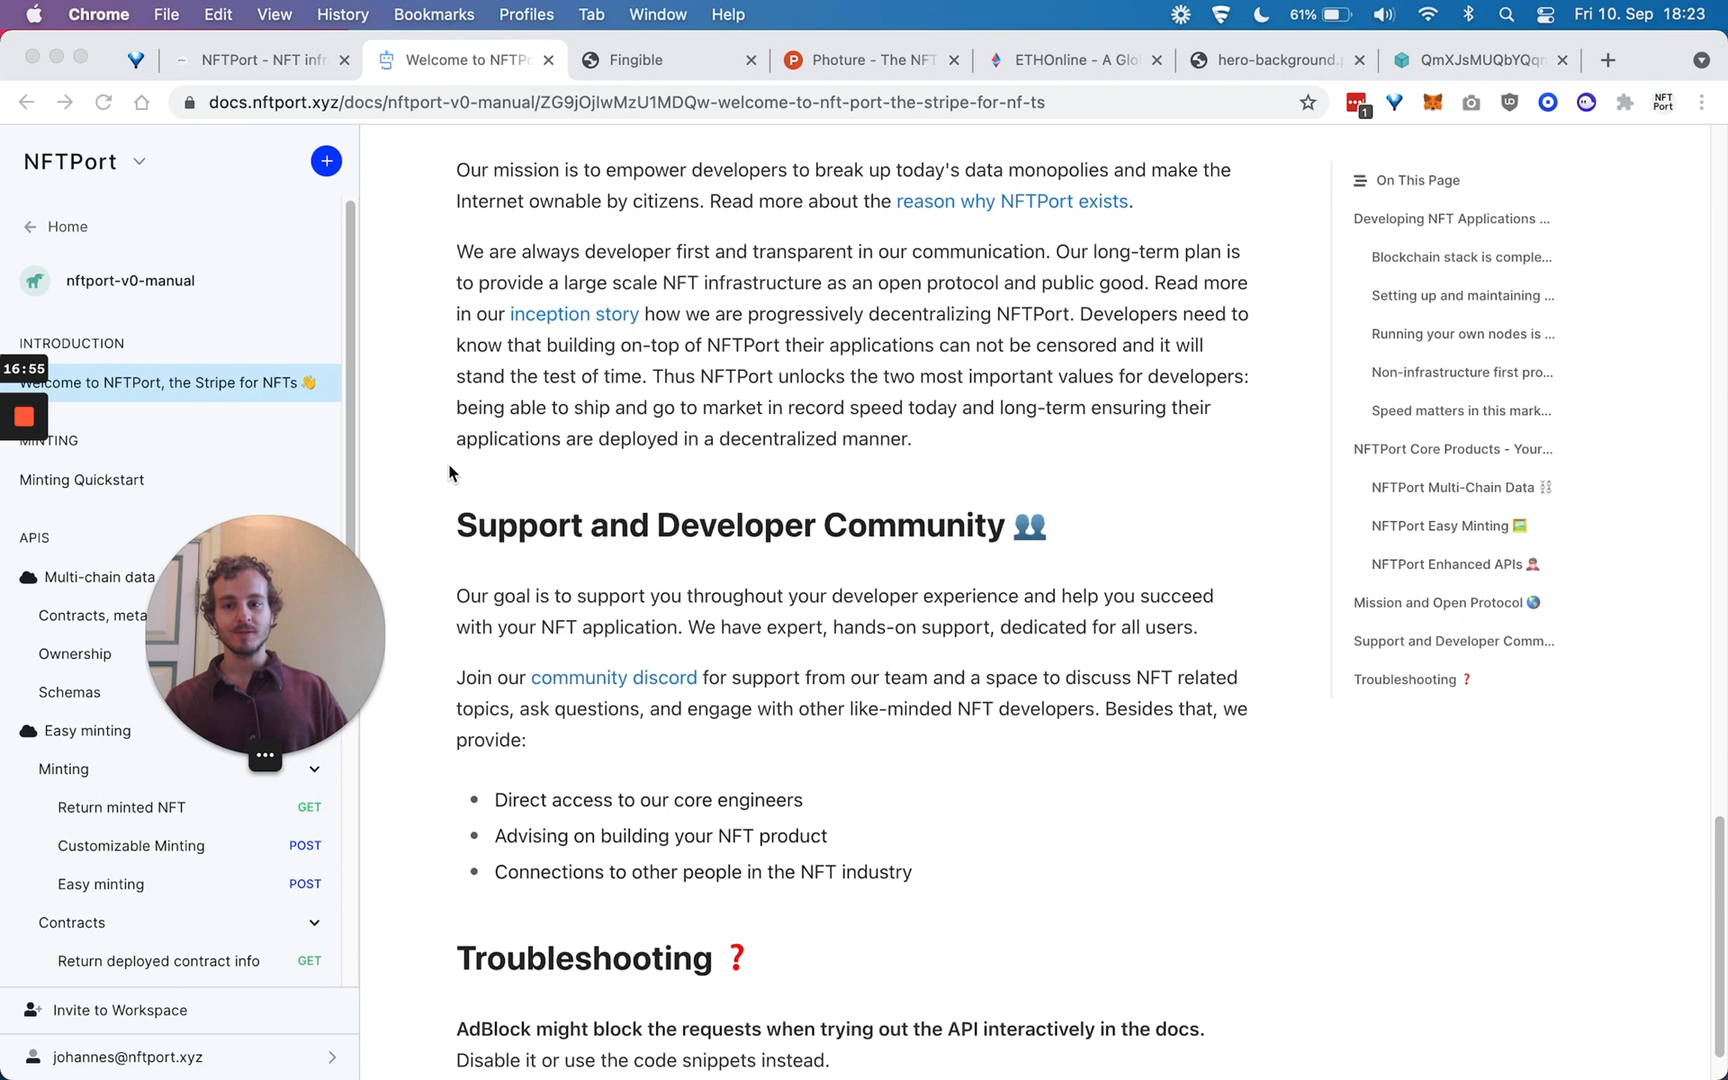 Chrome File Edit View History Bookmarks Profiles Tab Window Help 61% Fri 10. Sep 18:23
NFTPort - NFT infr Welcome to NFTPo Fingible Photure - The NFT ETHOnline - A Glo hero-background. QmXJsMUQbYQqr
docs.nftport.xyz/docs/nftport-v0-manual/ZG9jOjIwMzU1MDQw-welcome-to-nft-port-the-stripe-for-nf-ts 1 NFT Port
NFTPort
Home
nftport-v0-manual
INTRODUCTION
16:55
elcome to NFTPort, the Stripe for NFTs 👋
MINTING
Minting Quickstart
APIS
Multi-chain data
Contracts, meta
Ownership
Schemas
Easy minting
Minting
Return minted NFT GET
Customizable Minting POST
Easy minting POST
Contracts
Return deployed contract info GET
Invite to Workspace
johannes@nftport.xyz
Our mission is to empower developers to break up today's data monopolies and make the
Internet ownable by citizens. Read more about the reason why NFTPort exists.
We are always developer first and transparent in our communication. Our long-term plan is
to provide a large scale NFT infrastructure as an open protocol and public good. Read more
in our inception story how we are progressively decentralizing NFTPort. Developers need to
know that building on-top of NFTPort their applications can not be censored and it will
stand the test of time. Thus NFTPort unlocks the two most important values for developers:
being able to ship and go to market in record speed today and long-term ensuring their
applications are deployed in a decentralized manner.
Support and Developer Community 👥
Our goal is to support you throughout your developer experience and help you succeed
with your NFT application. We have expert, hands-on support, dedicated for all users.
Join our community discord for support from our team and a space to discuss NFT related
topics, ask questions, and engage with other like-minded NFT developers. Besides that, we
provide:
• Direct access to our core engineers
• Advising on building your NFT product
• Connections to other people in the NFT industry
Troubleshooting ❓
AdBlock might block the requests when trying out the API interactively in the docs.
Disable it or use the code snippets instead.
On This Page
Developing NFT Applications ...
Blockchain stack is comple...
Setting up and maintaining ...
Running your own nodes is ...
Non-infrastructure first pro...
Speed matters in this mark...
NFTPort Core Products - Your...
NFTPort Multi-Chain Data ⛓
NFTPort Easy Minting 🖼
NFTPort Enhanced APIs
Mission and Open Protocol 🌎
Support and Developer Comm...
Troubleshooting ❓